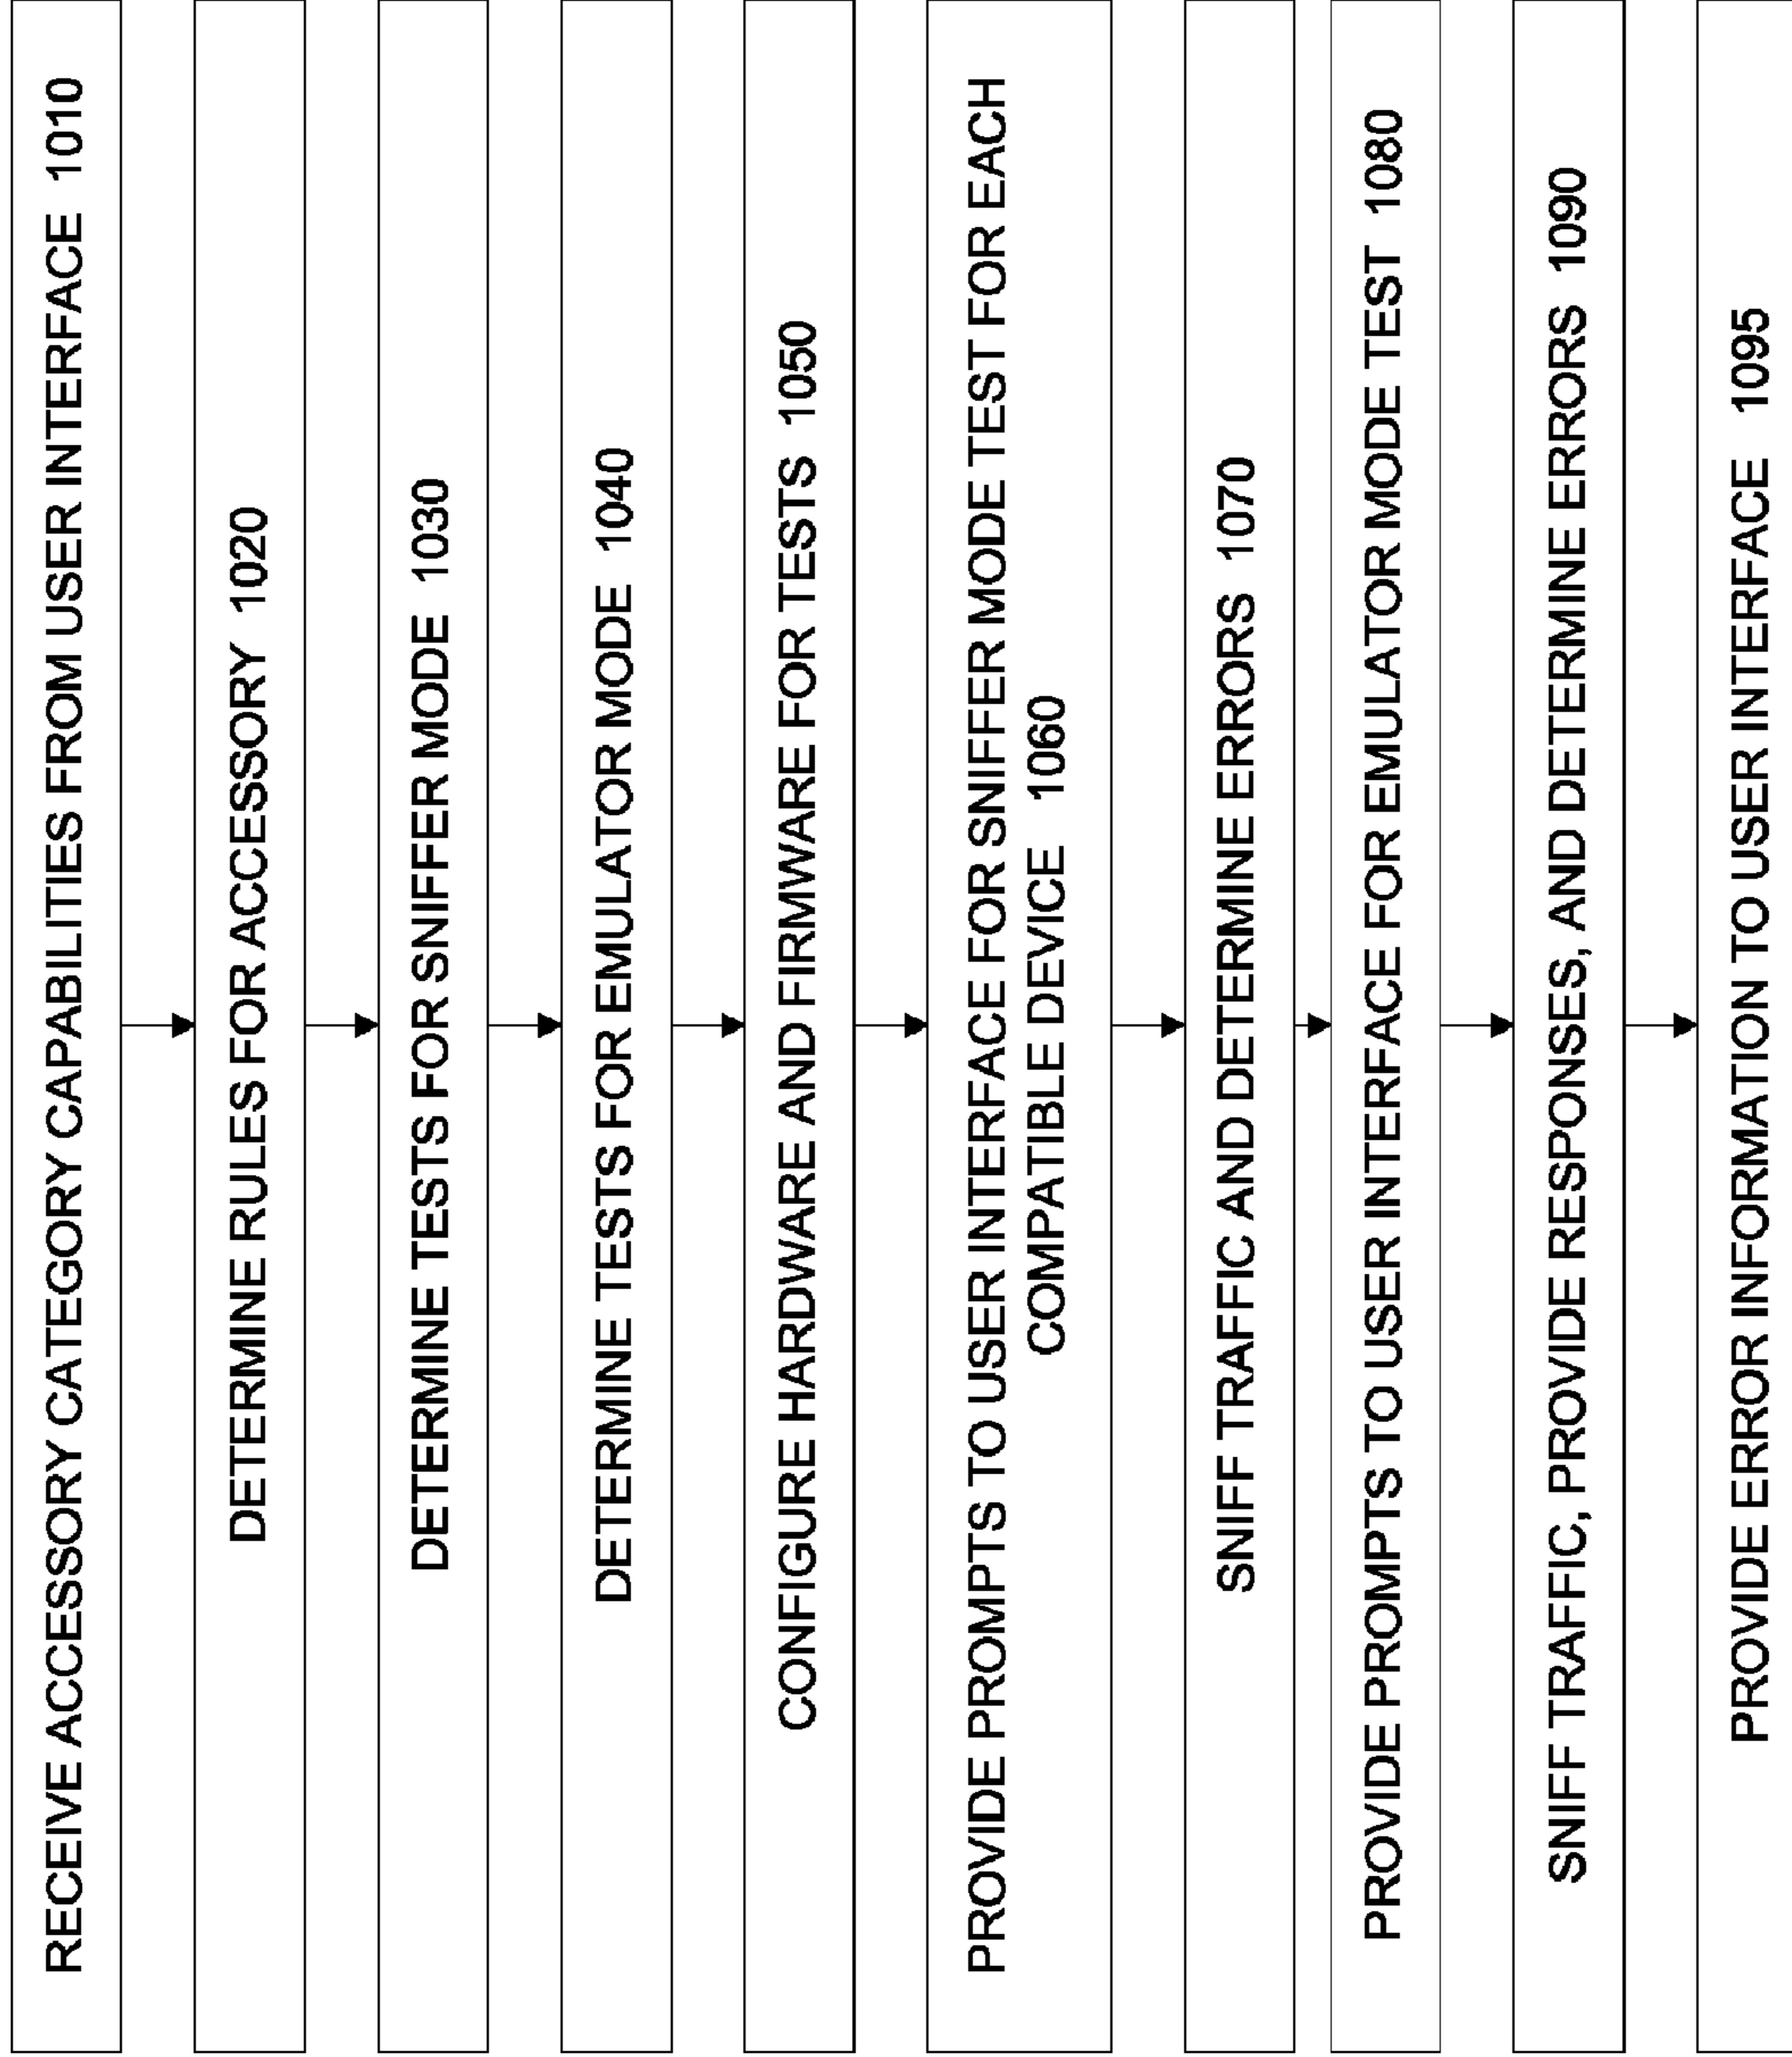 RECEIVE ACCESSORY CATEGORY CAPABILITIES FROM USER INTERFACE 1010
DETERMINE RULES FOR ACCESSORY 1020
DETERMINE TESTS FOR SNIFFER MODE 1030
DETERMINE TESTS FOR EMULATOR MODE 1040
CONFIGURE HARDWARE AND FIRMWARE FOR TESTS 1050
PROVIDE PROMPTS TO USER INTERFACE FOR SNIFFER MODE TEST FOR EACH
COMPATIBLE DEVICE 1060
SNIFF TRAFFIC AND DETERMINE ERRORS 1070
PROVIDE PROMPTS TO USER INTERFACE FOR EMULATOR MODE TEST 1080
SNIFF TRAFFIC, PROVIDE RESPONSES, AND DETERMINE ERRORS 1090
PROVIDE ERROR INFORMATION TO USER INTERFACE 1095